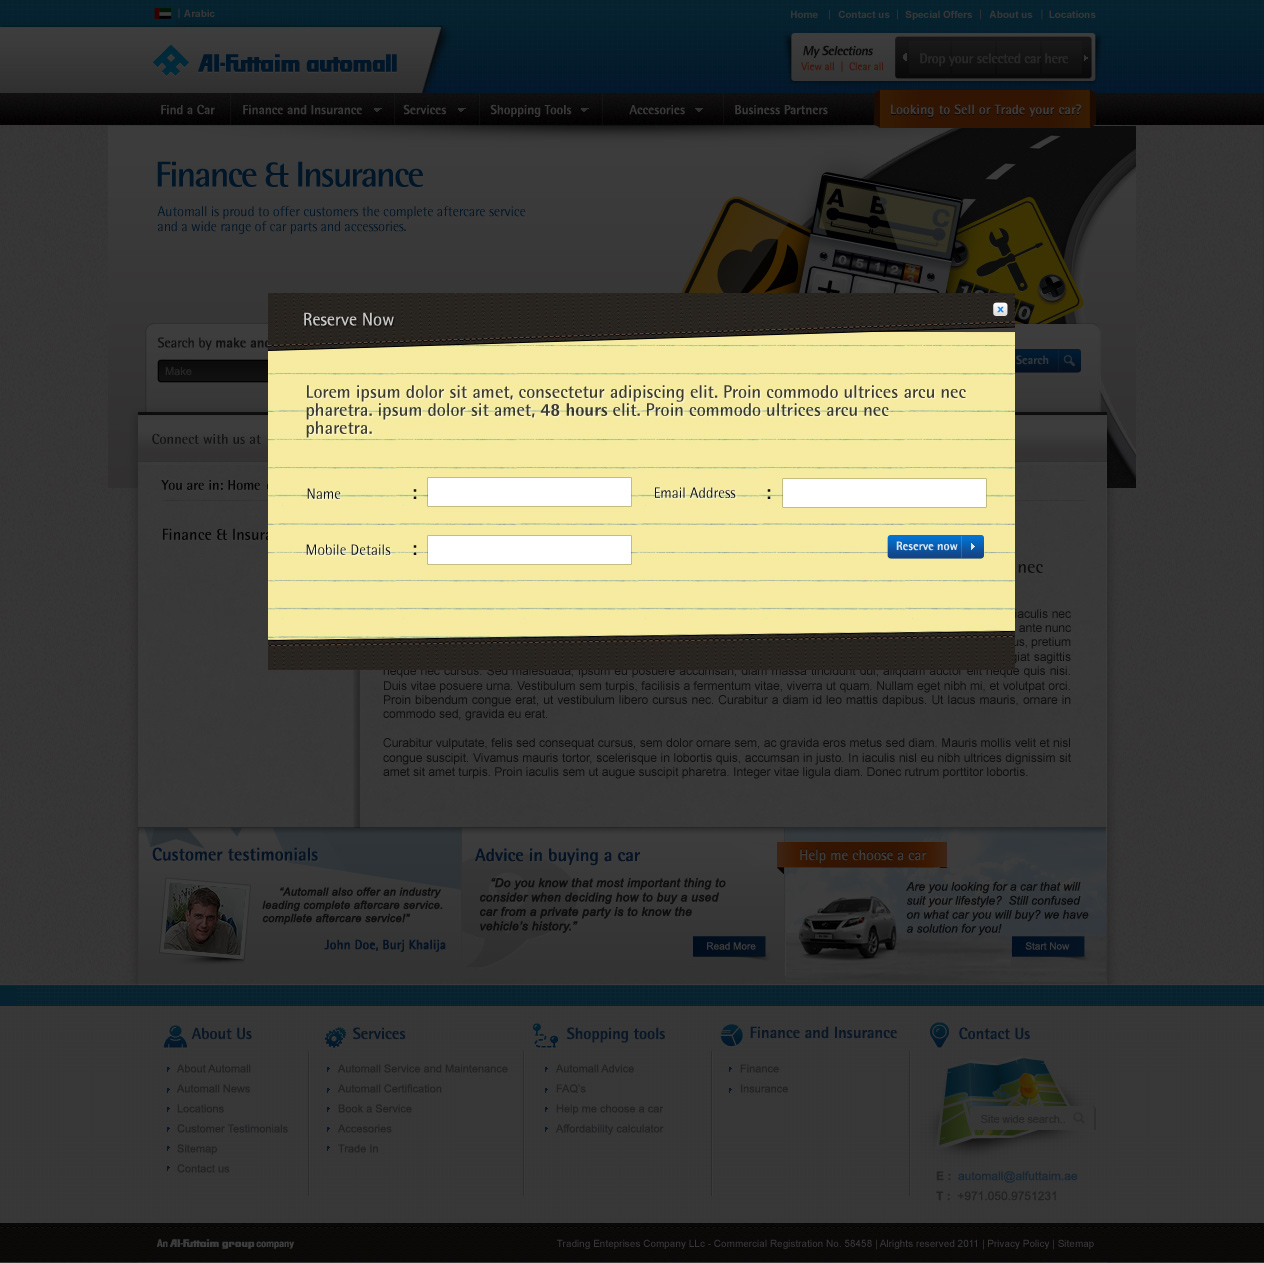 Arabic
Home | Contact us | Special Offers | About us | Locations
Al-Futtaim automall
My Selections
View all | Clear all
Drop your selected car here
Find a Car
Finance and Insurance
Services
Shopping Tools
Accesories
Business Partners
Looking to Sell or Trade your car?
Finance & Insurance
Automall is proud to offer customers the complete aftercare service
and a wide range of car parts and accessories.
A B C
0 5 1 2
Reserve Now
Search by make an
Make
Search
Lorem ipsum dolor sit amet, consectetur adipiscing elit. Proin commodo ultrices arcu nec
pharetra. ipsum dolor sit amet, 48 hours elit. Proin commodo ultrices arcu nec
pharetra.
Connect with us at
You are in: Home
Name :
Email Address :
Finance & Insura
Mobile Details :
Reserve now
nec
aculis nec
ante nunc
us, pretium
giat sagittis
neque nec cursus. Sed malesuada, ipsum eu posuere accumsan, diam massa tincidunt dui, aliquam auctor elit neque quis nisi.
Duis vitae posuere urna. Vestibulum sem turpis, facilisis a fermentum vitae, viverra ut quam. Nullam eget nibh mi, et volutpat orci.
Proin bibendum congue erat, ut vestibulum libero cursus nec. Curabitur a diam id leo mattis dapibus. Ut lacus mauris, ornare in
commodo sed, gravida eu erat.
Curabitur vulputate, felis sed consequat cursus, sem dolor ornare sem, ac gravida eros metus sed diam. Mauris mollis velit et nisl
congue suscipit. Vivamus mauris tortor, scelerisque in lobortis quis, accumsan in justo. In iaculis nisl eu nibh ultrices dignissim sit
amet sit amet turpis. Proin iaculis sem ut augue suscipit pharetra. Integer vitae ligula diam. Donec rutrum porttitor lobortis.
Customer testimonials
"Automall also offer an industry
leading complete aftercare service.
compllete aftercare service!"
John Doe, Burj Khalija
Advice in buying a car
"Do you know that most important thing to
consider when deciding how to buy a used
car from a private party is to know the
vehicle's history."
Read More
Help me choose a car
Are you looking for a car that will
suit your lifestyle? Still confused
on what car you will buy? we have
a solution for you!
Start Now
About Us
About Automall
Automall News
Locations
Customer Testimonials
Sitemap
Contact us
Services
Automall Service and Maintenance
Automall Certification
Book a Service
Accesories
Trade In
Shopping tools
Automall Advice
FAQ's
Help me choose a car
Affordability calculator
Finance and Insurance
Finance
Insurance
Contact Us
Site wide search..
E : automall@alfuttaim.ae
T : +971.050.9751231
An Al-Futtaim group company
Trading Enteprises Company LLc - Commercial Registration No. 58458 | Alrights reserved 2011 | Privacy Policy | Sitemap